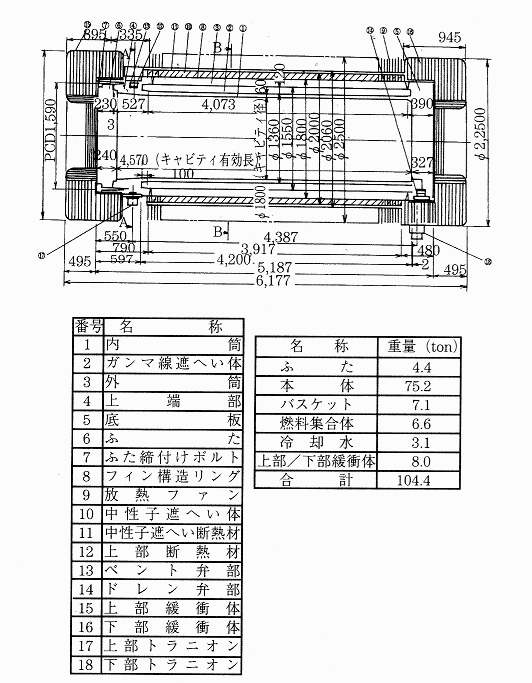 895 335 945
B
PCD1,590
230 527 4,073 390
3
240 327
4,570 (キャビティ有効長)
100
φ1360
φ1550
φ1800
φ2000
φ2060
φ2500
φ2,2500
φ1800
A
B
550 4,387
790 3,917 480
597 4,200 2
495 5,187 495
6,177
番号 名 称
1 内 筒
2 ガンマ線遮へい体
3 外 筒
4 上 端 部
5 底 板
6 ふ た
7 ふた締付けボルト
8 フィン構造リング
9 放熱ファン
10 中性子遮へい体
11 中性子遮へい断熱材
12 上部断熱材
13 ベント弁部
14 ドレン弁部
15 上部緩衝体
16 下部緩衝体
17 上部トラニオン
18 下部トラニオン
名 称 重量 (ton)
ふ た 4.4
本 体 75.2
バスケット 7.1
燃料集合体 6.6
冷 却 水 3.1
上部/下部緩衝体 8.0
合 計 104.4